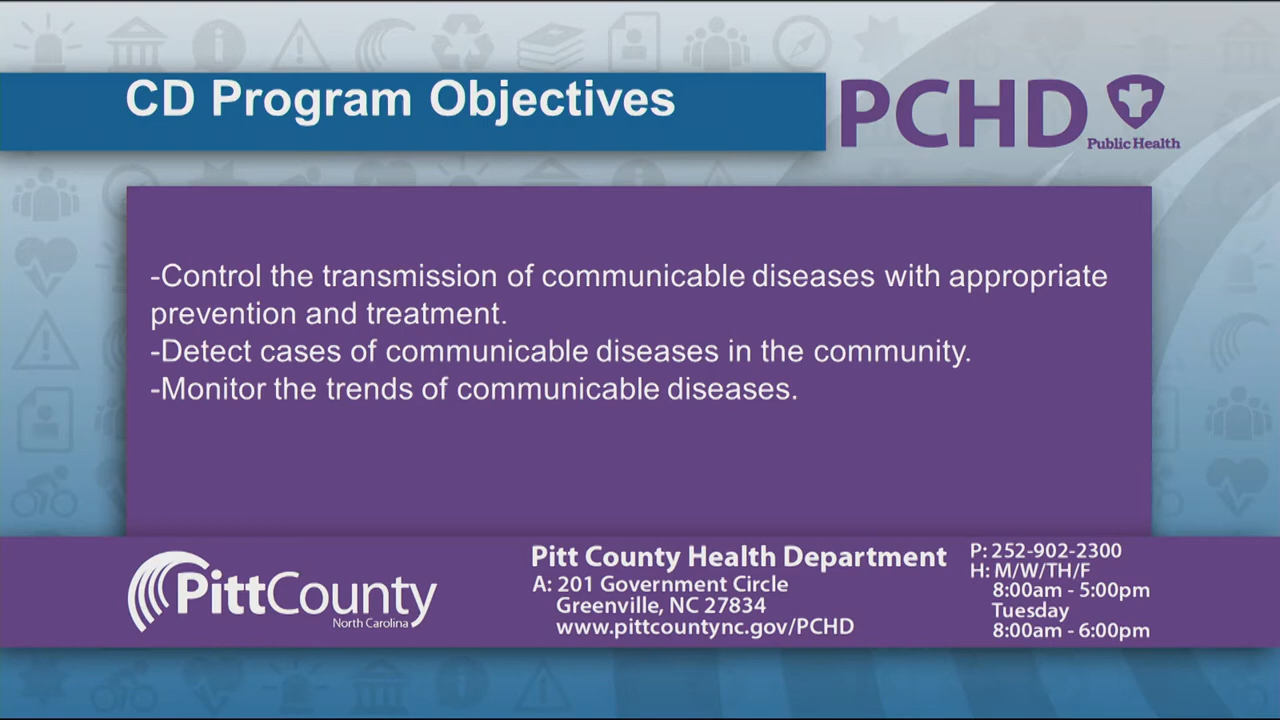 CD Program Objectives
PCHD
Public Health
-Control the transmission of communicable diseases with appropriate
prevention and treatment.
-Detect cases of communicable diseases in the community.
-Monitor the trends of communicable diseases.
PittCounty
North Carolina
Pitt County Health Department
A: 201 Government Circle
Greenville, NC 27834
www.pittcountync.gov/PCHD
P: 252-902-2300
H: M/W/TH/F
8:00am - 5:00pm
Tuesday
8:00am - 6:00pm